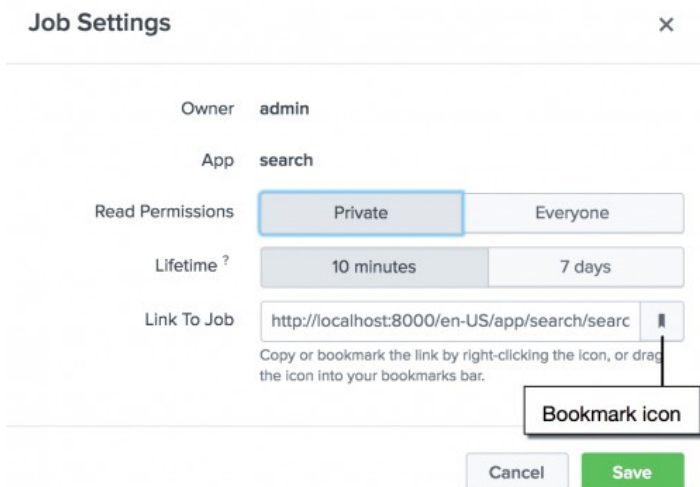 Job Settings
Owner admin
App search
Read Permissions Private Everyone
Lifetime ? 10 minutes 7 days
Link To Job http://localhost:8000/en-US/app/search/searc
Copy or bookmark the link by right-clicking the icon, or drag
the icon into your bookmarks bar.
Bookmark icon
Cancel Save